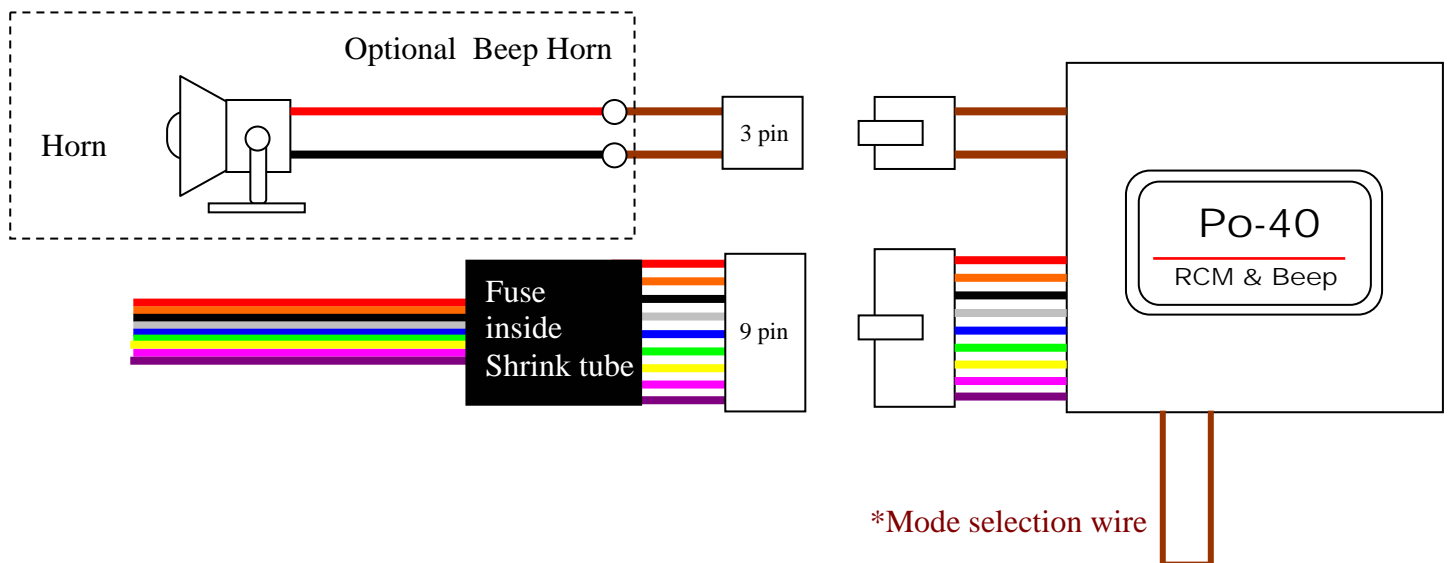 Optional Beep Horn
Horn
3 pin
Po-40
RCM & Beep
Fuse
inside
Shrink tube
9 pin
*Mode selection wire